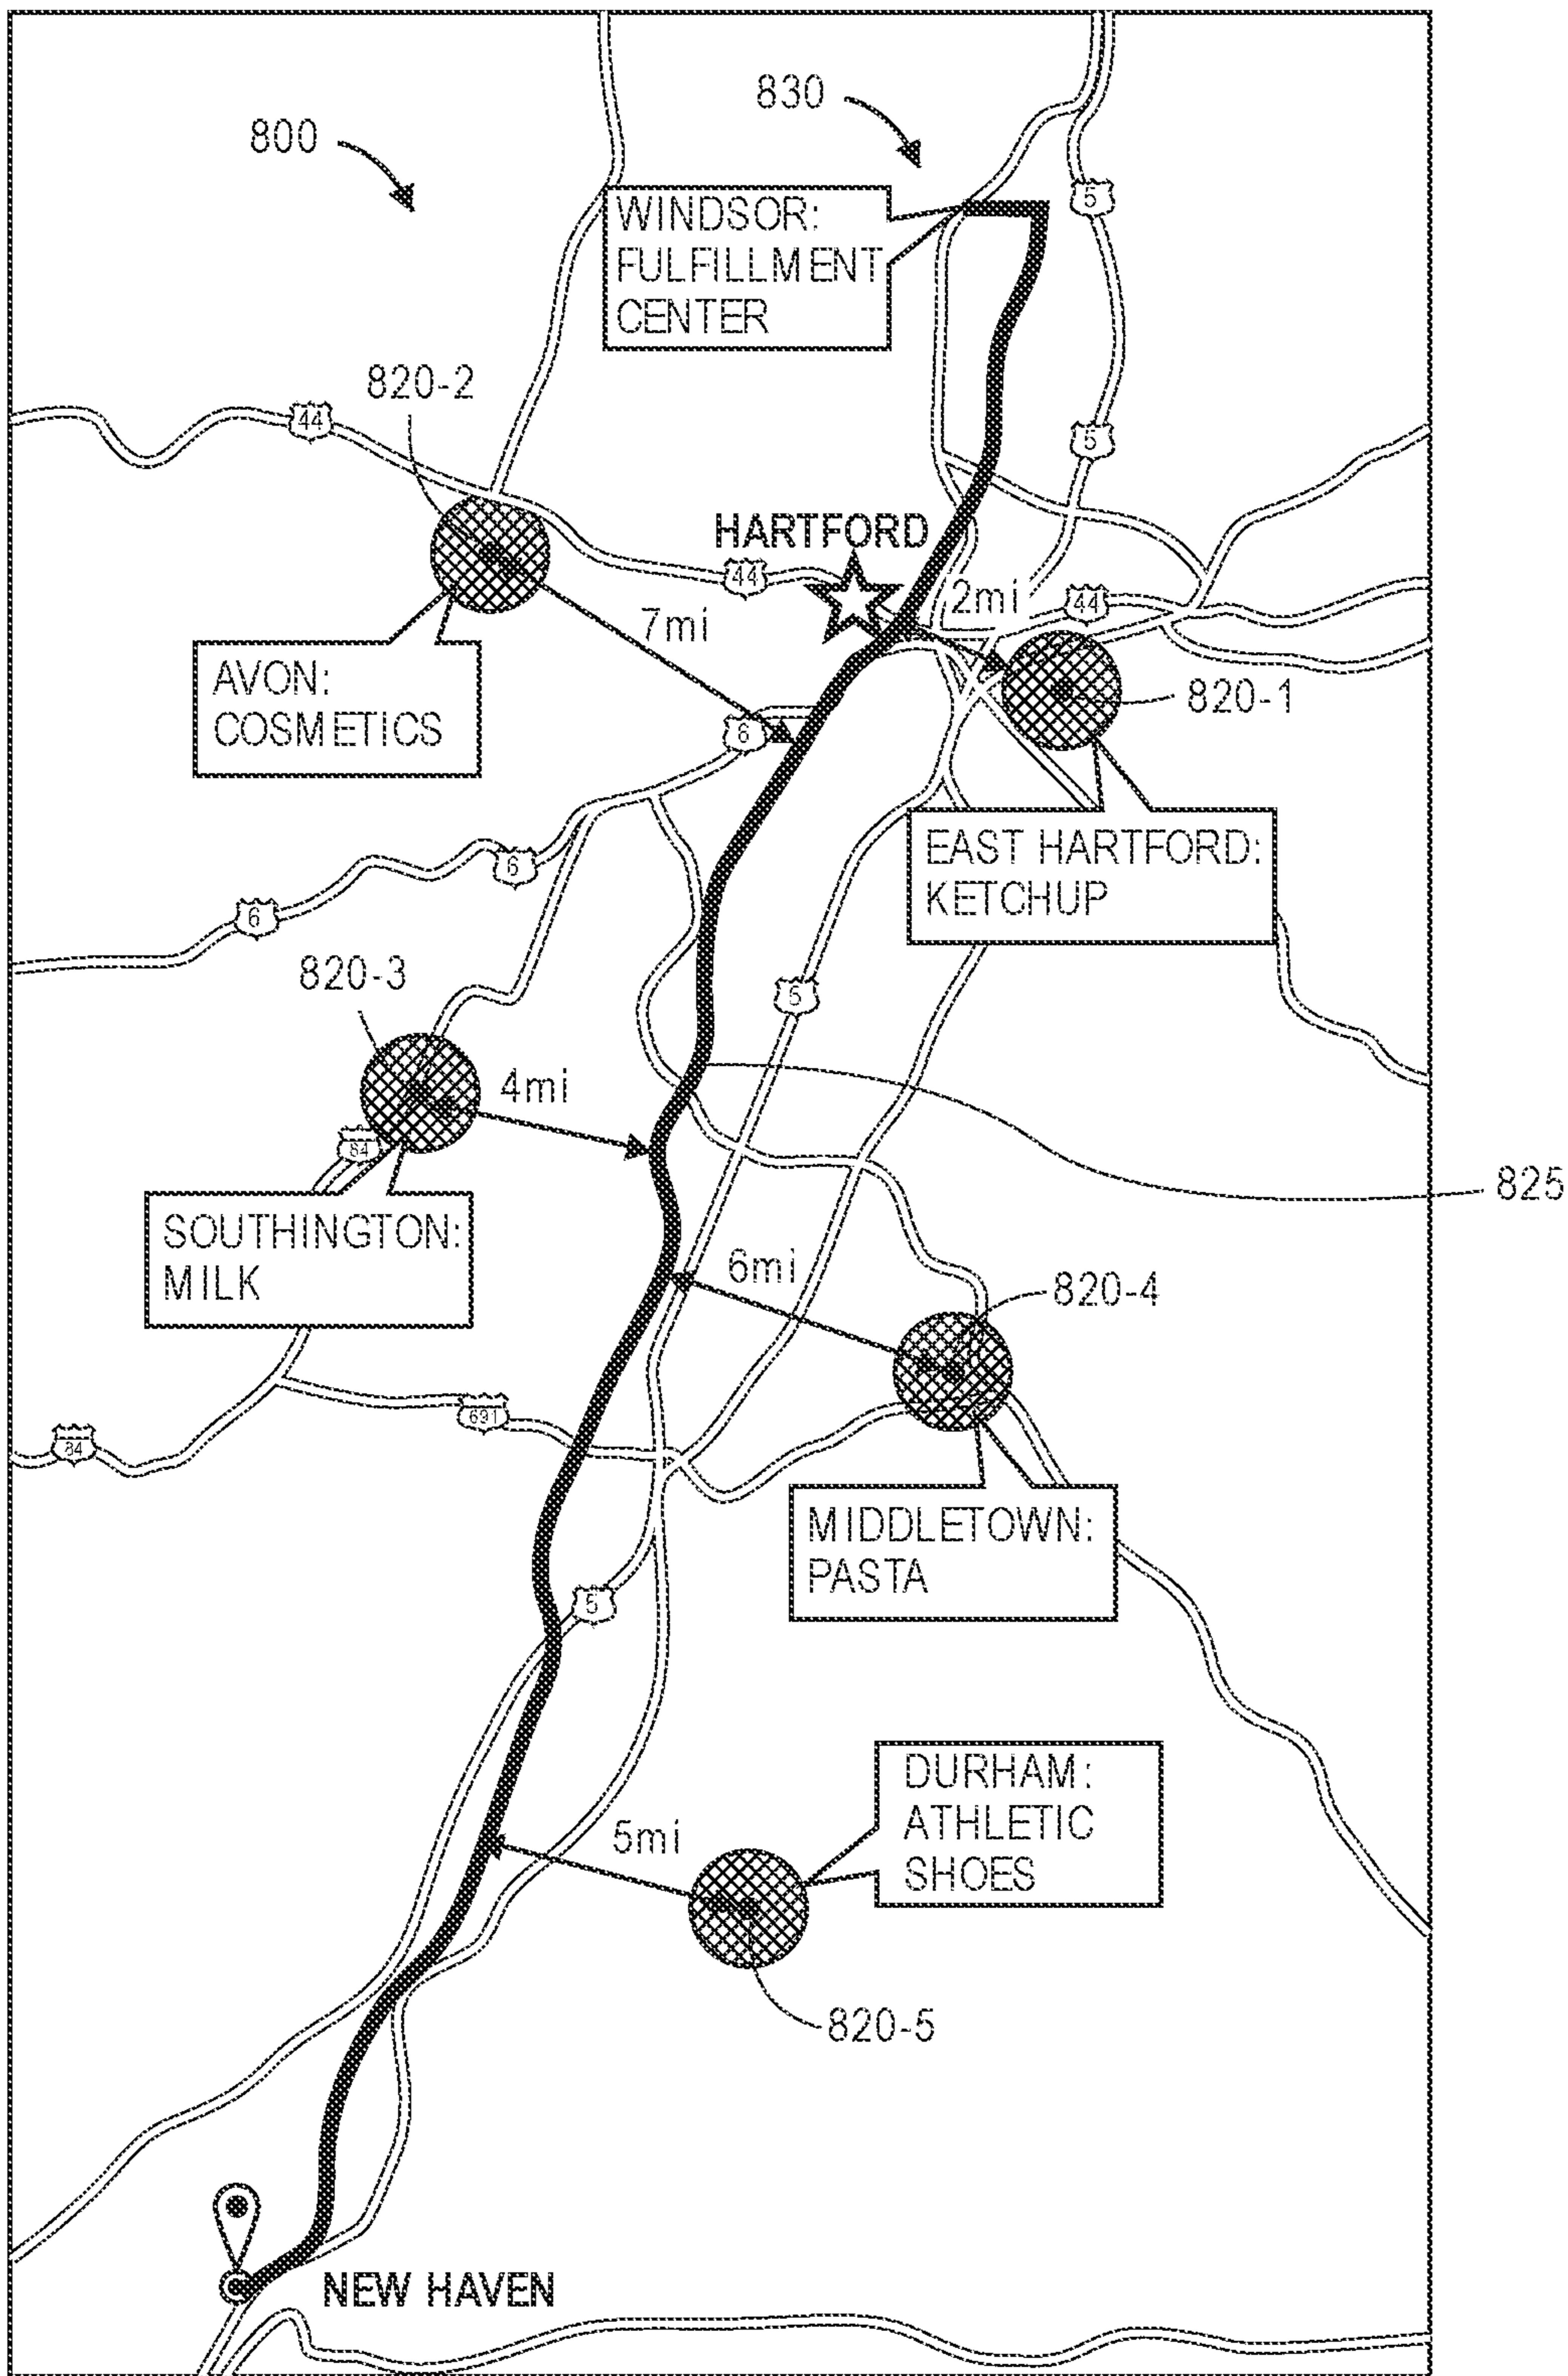 830
800
5
WINDSOR:
FULFILLMENT
CENTER
820-2
44
5
HARTFORD
44
2mi
44
7mi
AVON:
COSMETICS
820-1
6
EAST HARTFORD:
KETCHUP
6
6
820-3
5
4mi
84
825
SOUTHINGTON:
MILK
6mi
820-4
691
84
MIDDLETOWN:
PASTA
5
DURHAM:
ATHLETIC
SHOES
5mi
820-5
NEW HAVEN